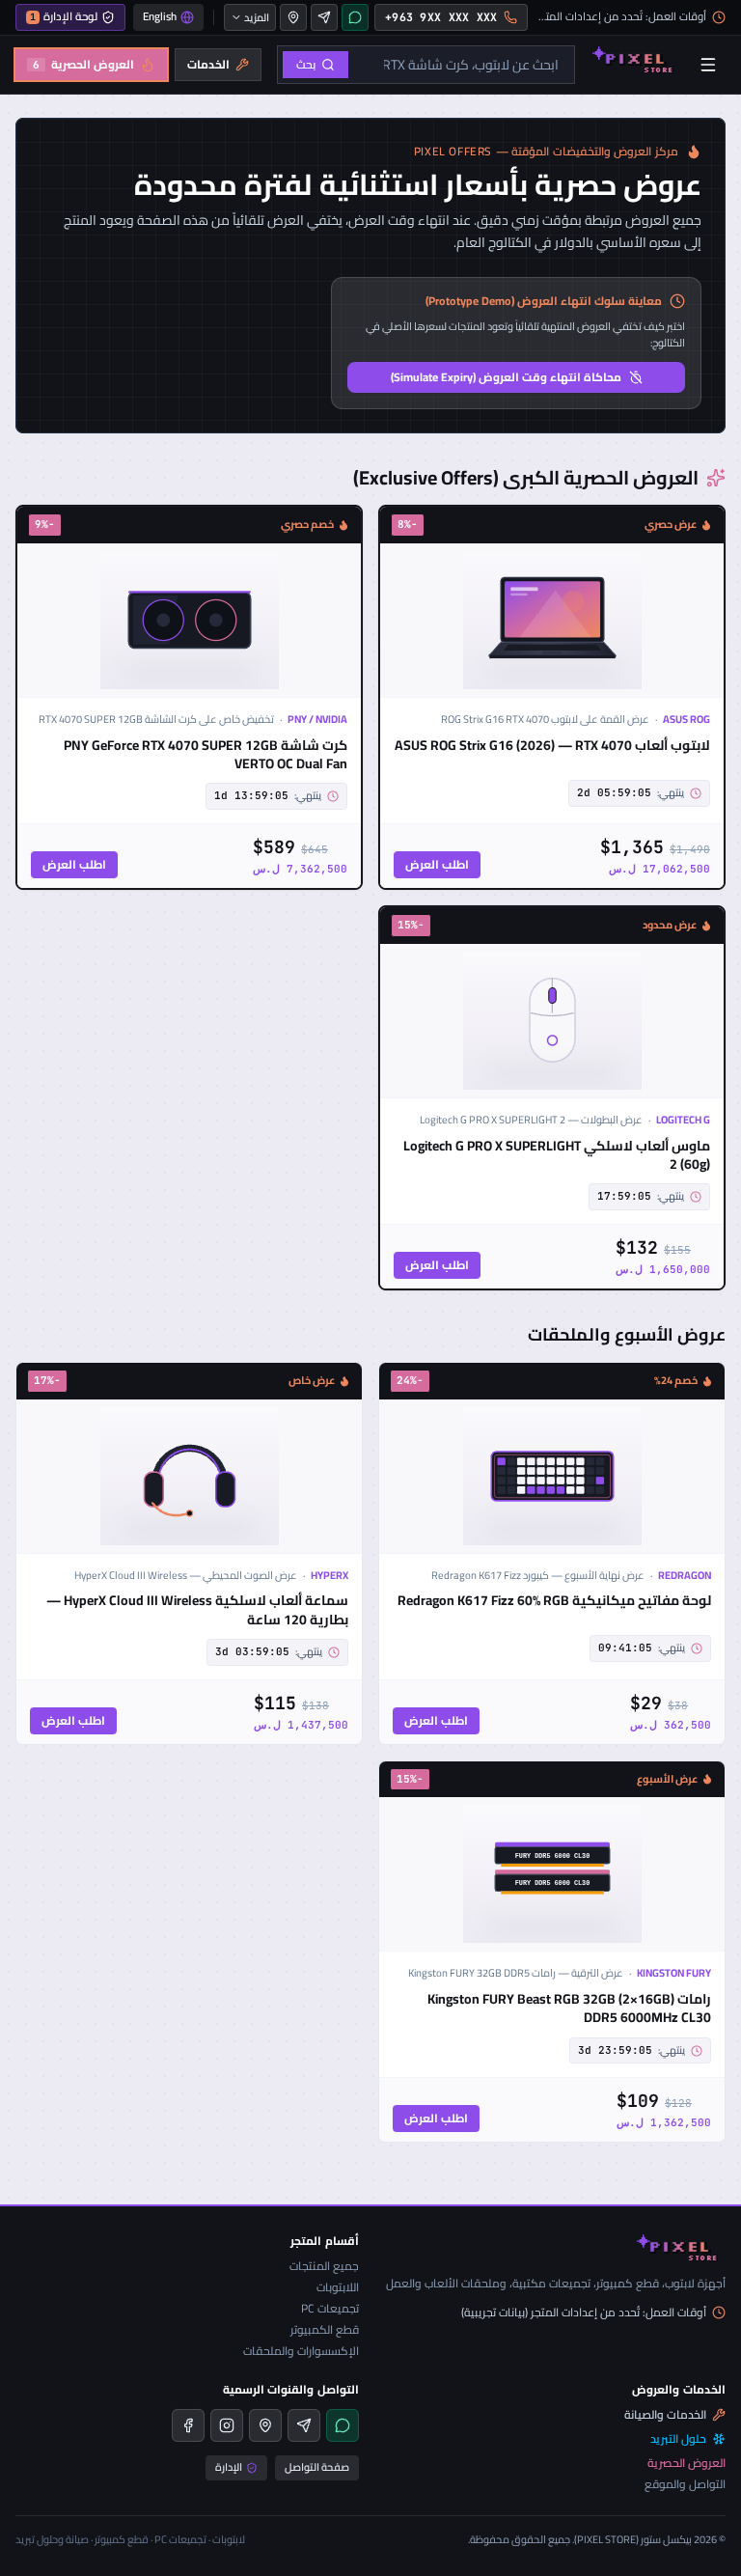 أوقات العمل: تُحدد من إعدادات المتـ...
+963 9XX XXX XXX
المزيد
English
لوحة الإدارة 1
PIXEL STORE
ابحث عن لابتوب، كرت شاشة RTX
بحث
الخدمات
العروض الحصرية 6
مركز العروض والتخفيضات المؤقتة — PIXEL OFFERS
عروض حصرية بأسعار استثنائية لفترة محدودة
جميع العروض مرتبطة بمؤقت زمني دقيق. عند انتهاء وقت العرض، يختفي العرض تلقائياً من هذه الصفحة ويعود المنتج
إلى سعره الأساسي بالدولار في الكتالوج العام.
معاينة سلوك انتهاء العروض (Prototype Demo)
اختبر كيف تختفي العروض المنتهية تلقائياً وتعود المنتجات لسعرها الأصلي في
الكتالوج:
محاكاة انتهاء وقت العروض (Simulate Expiry)
العروض الحصرية الكبرى (Exclusive Offers)
عرض حصري
-8%
ASUS ROG · عرض القمة على لابتوب ROG Strix G16 RTX 4070
لابتوب ألعاب ASUS ROG Strix G16 (2026) — RTX 4070
ينتهي: 2d 05:59:05
$1,365 $1,490
17,062,500 ل.س
اطلب العرض
خصم حصري
-9%
PNY / NVIDIA · تخفيض خاص على كرت الشاشة RTX 4070 SUPER 12GB
كرت شاشة PNY GeForce RTX 4070 SUPER 12GB
VERTO OC Dual Fan
ينتهي: 1d 13:59:05
$589 $645
7,362,500 ل.س
اطلب العرض
عرض محدود
-15%
LOGITECH G · عرض البطولات — Logitech G PRO X SUPERLIGHT 2
ماوس ألعاب لاسلكي Logitech G PRO X SUPERLIGHT
2 (60g)
ينتهي: 17:59:05
$132 $155
1,650,000 ل.س
اطلب العرض
عروض الأسبوع والملحقات
خصم 24%
-24%
REDRAGON · عرض نهاية الأسبوع — كيبورد Redragon K617 Fizz
لوحة مفاتيح ميكانيكية Redragon K617 Fizz 60% RGB
ينتهي: 09:41:05
$29 $38
362,500 ل.س
اطلب العرض
عرض خاص
-17%
HYPERX · عرض الصوت المحيطي — HyperX Cloud III Wireless
سماعة ألعاب لاسلكية HyperX Cloud III Wireless —
بطارية 120 ساعة
ينتهي: 3d 03:59:05
$115 $138
1,437,500 ل.س
اطلب العرض
عرض الأسبوع
-15%
FURY DDR5 6000 CL30
FURY DDR5 6000 CL30
KINGSTON FURY · عرض الترقية — رامات Kingston FURY 32GB DDR5
رامات Kingston FURY Beast RGB 32GB (2×16GB)
DDR5 6000MHz CL30
ينتهي: 3d 23:59:05
$109 $128
1,362,500 ل.س
اطلب العرض
PIXEL STORE
أجهزة لابتوب، قطع كمبيوتر، تجميعات مكتبية، وملحقات الألعاب والعمل
أوقات العمل: تُحدد من إعدادات المتجر (بيانات تجريبية)
أقسام المتجر
جميع المنتجات
اللابتوبات
تجميعات PC
قطع الكمبيوتر
الإكسسوارات والملحقات
الخدمات والعروض
الخدمات والصيانة
حلول التبريد
العروض الحصرية
التواصل والموقع
التواصل والقنوات الرسمية
صفحة التواصل
الإدارة
© 2026 بيكسل ستور (PIXEL STORE). جميع الحقوق محفوظة.
لابتوبات · تجميعات PC · قطع كمبيوتر · صيانة وحلول تبريد